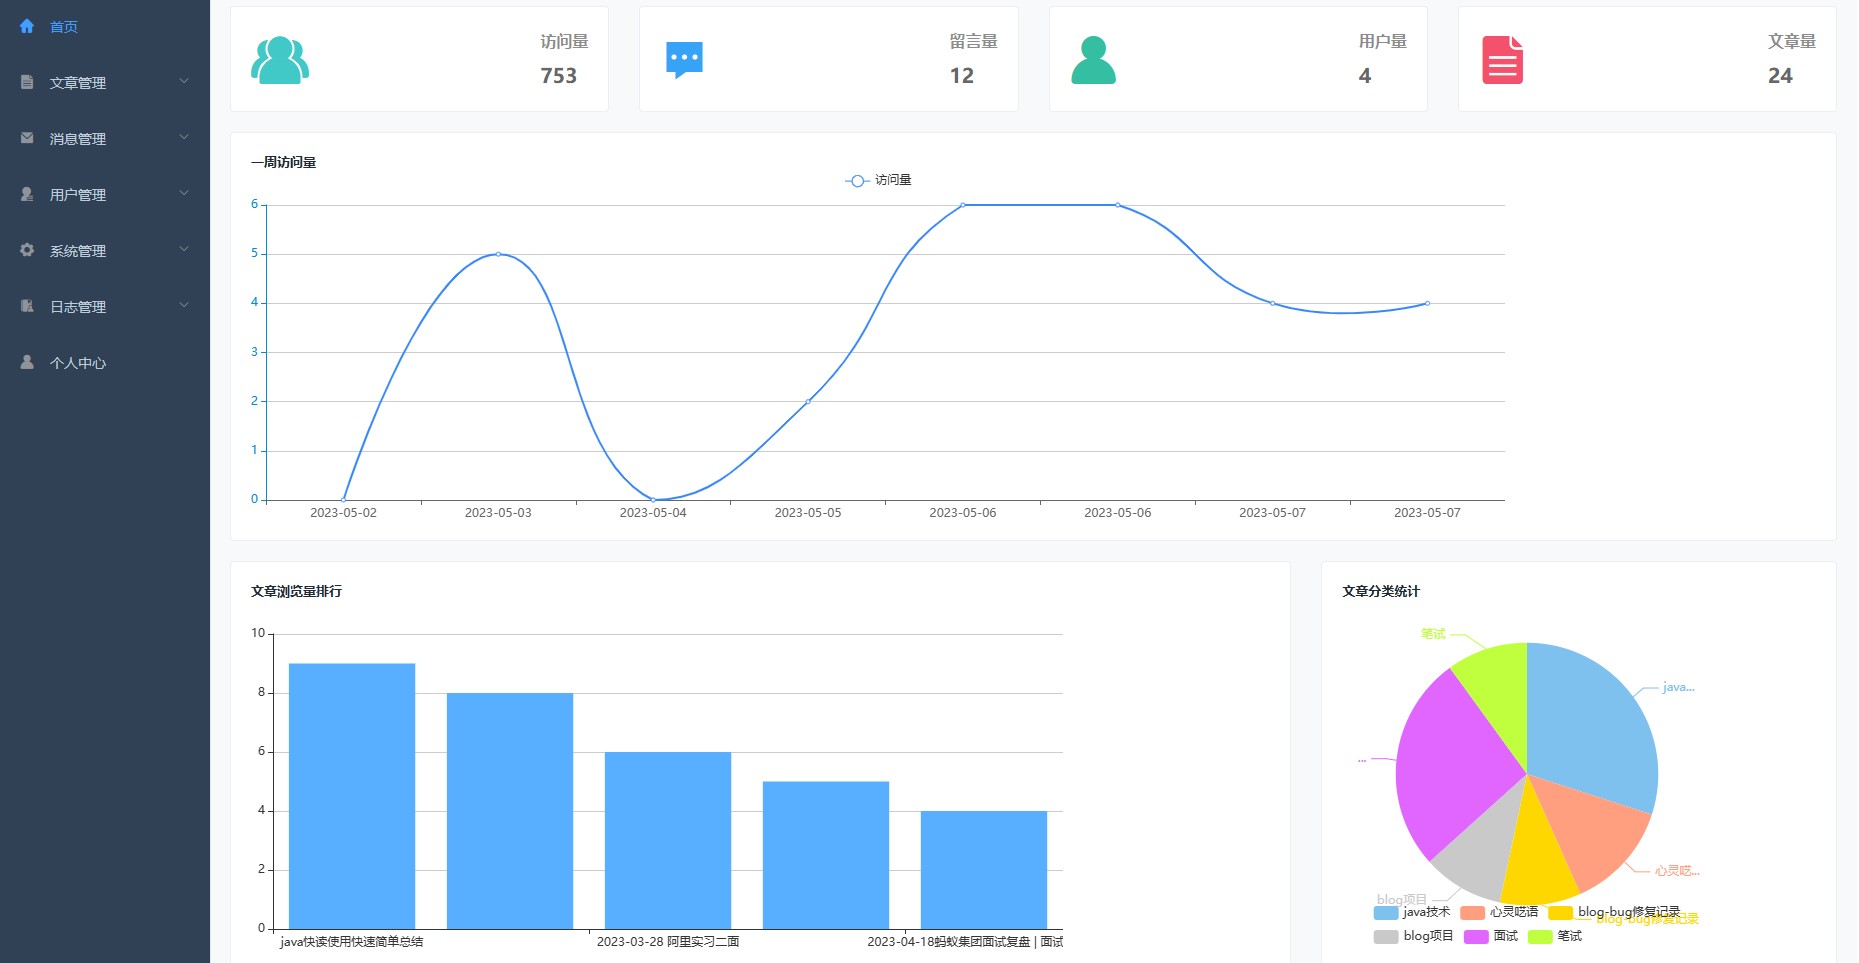 首页
文章管理
消息管理
用户管理
系统管理
日志管理
个人中心
访问量
753
留言量
12
用户量
4
文章量
24
一周访问量
访问量
6
5
4
3
2
1
0
2023-05-02 2023-05-03 2023-05-04 2023-05-05 2023-05-06 2023-05-06 2023-05-07 2023-05-07
文章浏览量排行
10
8
6
4
2
0
java快读使用快速简单总结 2023-03-28 阿里实习二面 2023-04-18蚂蚁集团面试复盘 | 面试
文章分类统计
笔试
java...
...
心灵呓...
blog项目
blog-bug修复记录
java技术 心灵呓语 blog-bug修复记录
blog项目 面试 笔试